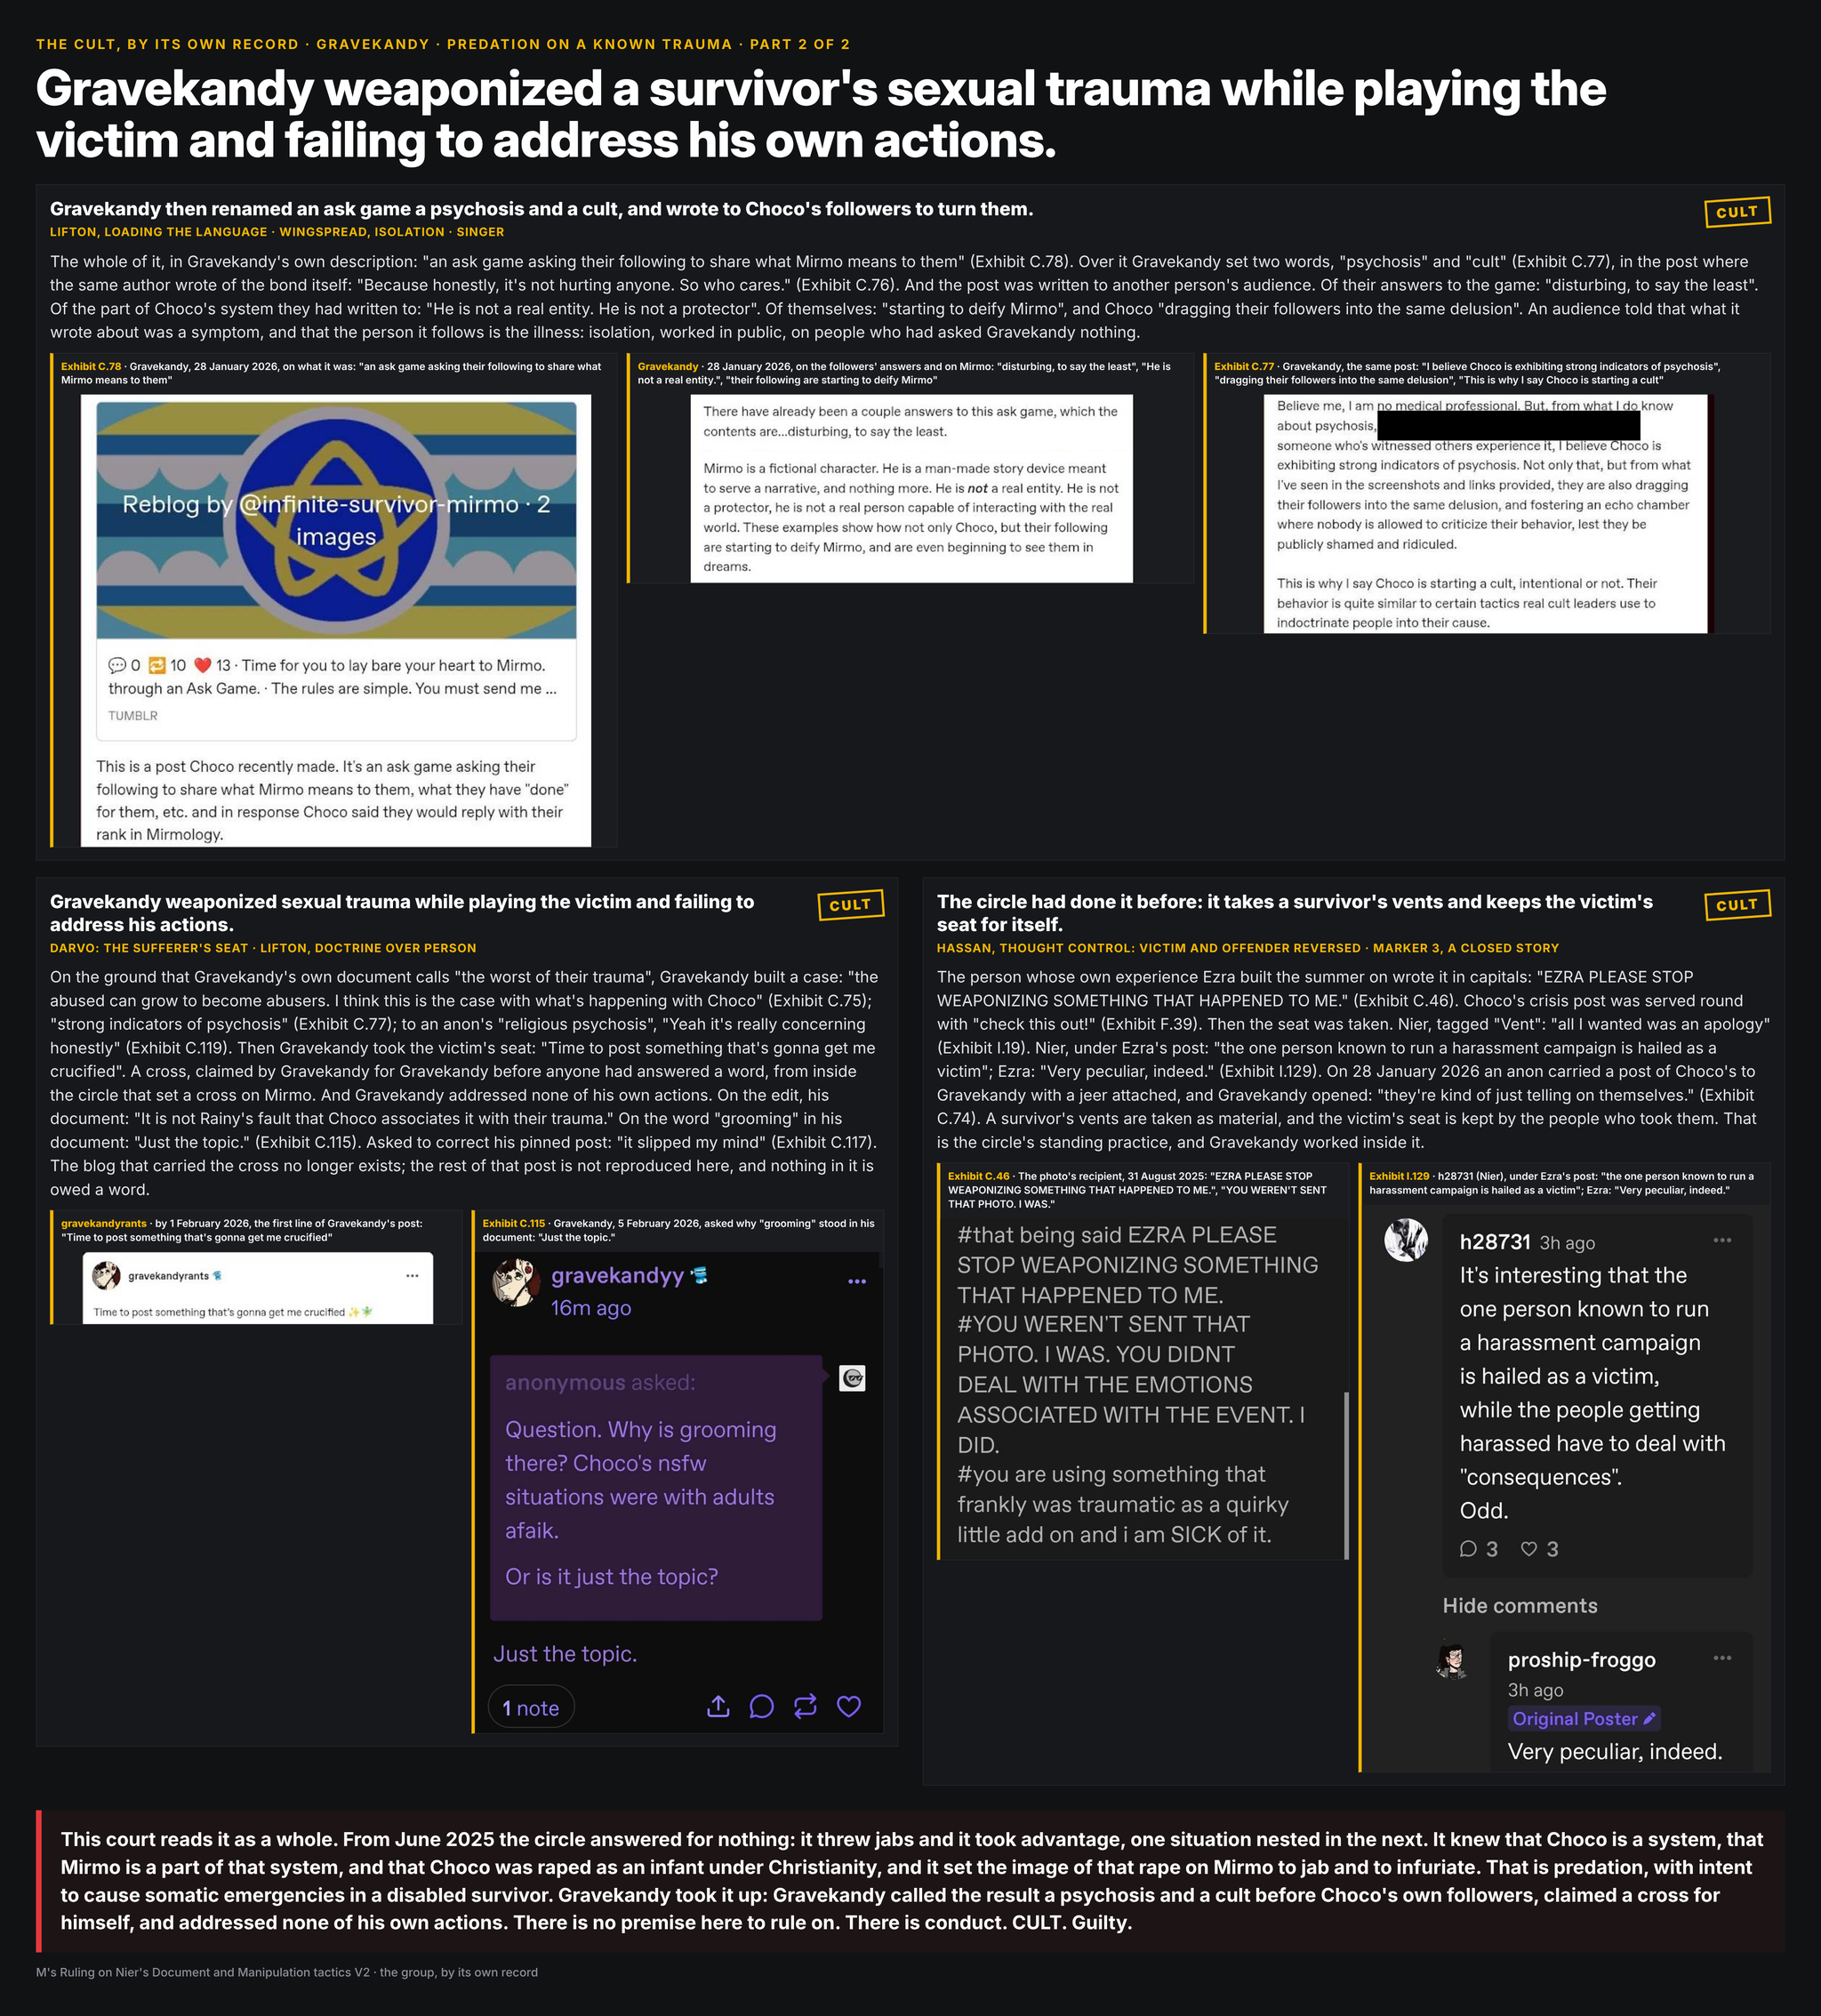 THE CULT, BY ITS OWN RECORD · GRAVEKANDY · PREDATION ON A KNOWN TRAUMA · PART 2 OF 2
Gravekandy weaponized a survivor's sexual trauma while playing the
victim and failing to address his own actions.
Gravekandy then renamed an ask game a psychosis and a cult, and wrote to Choco's followers to turn them.
CULT
LIFTON, LOADING THE LANGUAGE · WINGSPREAD, ISOLATION · SINGER
The whole of it, in Gravekandy's own description: "an ask game asking their following to share what Mirmo means to them" (Exhibit C.78). Over it Gravekandy set two words, "psychosis" and "cult" (Exhibit C.77), in the post where
the same author wrote of the bond itself: "Because honestly, it's not hurting anyone. So who cares." (Exhibit C.76). And the post was written to another person's audience. Of their answers to the game: "disturbing, to say the least".
Of the part of Choco's system they had written to: "He is not a real entity. He is not a protector". Of themselves: "starting to deify Mirmo", and Choco "dragging their followers into the same delusion". An audience told that what it
wrote about was a symptom, and that the person it follows is the illness: isolation, worked in public, on people who had asked Gravekandy nothing.
Exhibit C.78 · Gravekandy, 28 January 2026, on what it was: "an ask game asking their following to share what
Mirmo means to them"
Reblog by @infinite-survivor-mirmo · 2
images
💬 0 🔁 10 ❤️ 13 · Time for you to lay bare your heart to Mirmo.
through an Ask Game. · The rules are simple. You must send me ...
TUMBLR
This is a post Choco recently made. It's an ask game asking their
following to share what Mirmo means to them, what they have "done"
for them, etc. and in response Choco said they would reply with their
rank in Mirmology.
Gravekandy · 28 January 2026, on the followers' answers and on Mirmo: "disturbing, to say the least", "He is
not a real entity.", "their following are starting to deify Mirmo"
There have already been a couple answers to this ask game, which the
contents are...disturbing, to say the least.
Mirmo is a fictional character. He is a man-made story device meant
to serve a narrative, and nothing more. He is not a real entity. He is not
a protector, he is not a real person capable of interacting with the real
world. These examples show how not only Choco, but their following
are starting to deify Mirmo, and are even beginning to see them in
dreams.
Exhibit C.77 · Gravekandy, the same post: "I believe Choco is exhibiting strong indicators of psychosis",
"dragging their followers into the same delusion", "This is why I say Choco is starting a cult"
Believe me, I am no medical professional. But, from what I do know
about psychosis,
someone who's witnessed others experience it, I believe Choco is
exhibiting strong indicators of psychosis. Not only that, but from what
I've seen in the screenshots and links provided, they are also dragging
their followers into the same delusion, and fostering an echo chamber
where nobody is allowed to criticize their behavior, lest they be
publicly shamed and ridiculed.
This is why I say Choco is starting a cult, intentional or not. Their
behavior is quite similar to certain tactics real cult leaders use to
indoctrinate people into their cause.
Gravekandy weaponized sexual trauma while playing the victim and failing to
address his actions.
CULT
DARVO: THE SUFFERER'S SEAT · LIFTON, DOCTRINE OVER PERSON
On the ground that Gravekandy's own document calls "the worst of their trauma", Gravekandy built a case: "the
abused can grow to become abusers. I think this is the case with what's happening with Choco" (Exhibit C.75);
"strong indicators of psychosis" (Exhibit C.77); to an anon's "religious psychosis", "Yeah it's really concerning
honestly" (Exhibit C.119). Then Gravekandy took the victim's seat: "Time to post something that's gonna get me
crucified". A cross, claimed by Gravekandy for Gravekandy before anyone had answered a word, from inside
the circle that set a cross on Mirmo. And Gravekandy addressed none of his own actions. On the edit, his
document: "It is not Rainy's fault that Choco associates it with their trauma." On the word "grooming" in his
document: "Just the topic." (Exhibit C.115). Asked to correct his pinned post: "it slipped my mind" (Exhibit C.117).
The blog that carried the cross no longer exists; the rest of that post is not reproduced here, and nothing in it is
owed a word.
gravekandyrants · by 1 February 2026, the first line of Gravekandy's post:
"Time to post something that's gonna get me crucified"
gravekandyrants
Time to post something that's gonna get me crucified ✨
Exhibit C.115 · Gravekandy, 5 February 2026, asked why "grooming" stood in his
document: "Just the topic."
gravekandyy
16m ago
anonymous asked:
Question. Why is grooming
there? Choco's nsfw
situations were with adults
afaik.
Or is it just the topic?
Just the topic.
1 note
The circle had done it before: it takes a survivor's vents and keeps the victim's
seat for itself.
CULT
HASSAN, THOUGHT CONTROL: VICTIM AND OFFENDER REVERSED · MARKER 3, A CLOSED STORY
The person whose own experience Ezra built the summer on wrote it in capitals: "EZRA PLEASE STOP
WEAPONIZING SOMETHING THAT HAPPENED TO ME." (Exhibit C.46). Choco's crisis post was served round
with "check this out!" (Exhibit F.39). Then the seat was taken. Nier, tagged "Vent": "all I wanted was an apology"
(Exhibit I.19). Nier, under Ezra's post: "the one person known to run a harassment campaign is hailed as a
victim"; Ezra: "Very peculiar, indeed." (Exhibit I.129). On 28 January 2026 an anon carried a post of Choco's to
Gravekandy with a jeer attached, and Gravekandy opened: "they're kind of just telling on themselves." (Exhibit
C.74). A survivor's vents are taken as material, and the victim's seat is kept by the people who took them. That
is the circle's standing practice, and Gravekandy worked inside it.
Exhibit C.46 · The photo's recipient, 31 August 2025: "EZRA PLEASE STOP
WEAPONIZING SOMETHING THAT HAPPENED TO ME.", "YOU WEREN'T SENT
THAT PHOTO. I WAS."
#that being said EZRA PLEASE
STOP WEAPONIZING SOMETHING
THAT HAPPENED TO ME.
#YOU WEREN'T SENT THAT
PHOTO. I WAS. YOU DIDNT
DEAL WITH THE EMOTIONS
ASSOCIATED WITH THE EVENT. I
DID.
#you are using something that
frankly was traumatic as a quirky
little add on and i am SICK of it.
Exhibit I.129 · h28731 (Nier), under Ezra's post: "the one person known to run a
harassment campaign is hailed as a victim"; Ezra: "Very peculiar, indeed."
h28731 3h ago
It's interesting that the
one person known to run
a harassment campaign
is hailed as a victim,
while the people getting
harassed have to deal with
"consequences".
Odd.
3 3
Hide comments
proship-froggo
3h ago
Original Poster
Very peculiar, indeed.
This court reads it as a whole. From June 2025 the circle answered for nothing: it threw jabs and it took advantage, one situation nested in the next. It knew that Choco is a system, that
Mirmo is a part of that system, and that Choco was raped as an infant under Christianity, and it set the image of that rape on Mirmo to jab and to infuriate. That is predation, with intent
to cause somatic emergencies in a disabled survivor. Gravekandy took it up: Gravekandy called the result a psychosis and a cult before Choco's own followers, claimed a cross for
himself, and addressed none of his own actions. There is no premise here to rule on. There is conduct. CULT. Guilty.
M's Ruling on Nier's Document and Manipulation tactics V2 · the group, by its own record